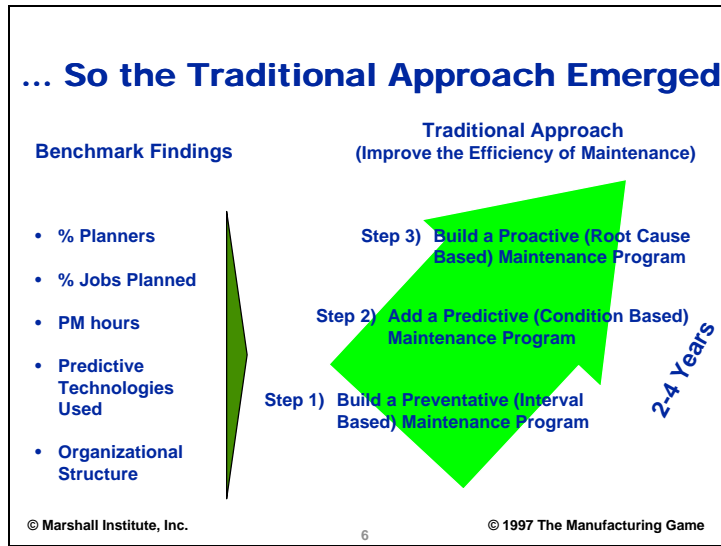 ... So the Traditional Approach Emerged
Benchmark Findings
• % Planners
• % Jobs Planned
• PM hours
• Predictive
Technologies
Used
• Organizational
Structure
Traditional Approach
(Improve the Efficiency of Maintenance)
Step 3) Build a Proactive (Root Cause
Based) Maintenance Program
Step 2) Add a Predictive (Condition Based)
Maintenance Program
Step 1) Build a Preventative (Interval
Based) Maintenance Program
2-4 Years
© Marshall Institute, Inc.
6
© 1997 The Manufacturing Game